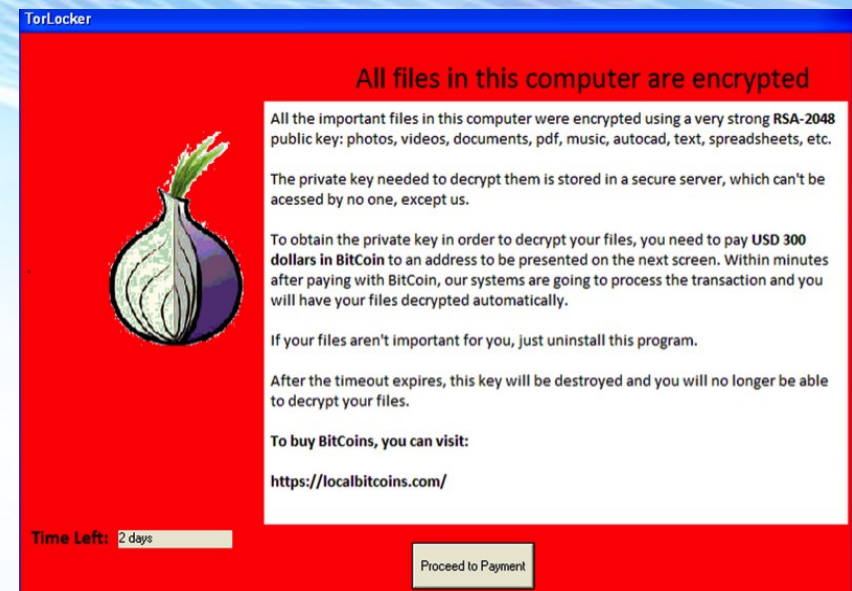 TorLocker
All files in this computer are encrypted
All the important files in this computer were encrypted using a very strong RSA-2048
public key: photos, videos, documents, pdf, music, autocad, text, spreadsheets, etc.
The private key needed to decrypt them is stored in a secure server, which can't be
acessed by no one, except us.
To obtain the private key in order to decrypt your files, you need to pay USD 300
dollars in BitCoin to an address to be presented on the next screen. Within minutes
after paying with BitCoin, our systems are going to process the transaction and you
will have your files decrypted automatically.
If your files aren't important for you, just uninstall this program.
After the timeout expires, this key will be destroyed and you will no longer be able
to decrypt your files.
To buy BitCoins, you can visit:
https://localbitcoins.com/
Time Left: 2 days
Proceed to Payment